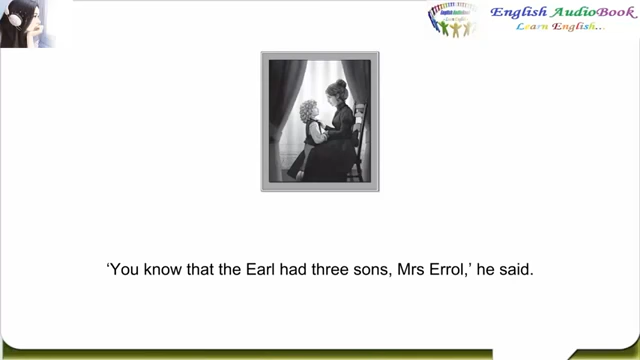 English AudioBook
Learn English...
‘You know that the Earl had three sons, Mrs Errol,’ he said.